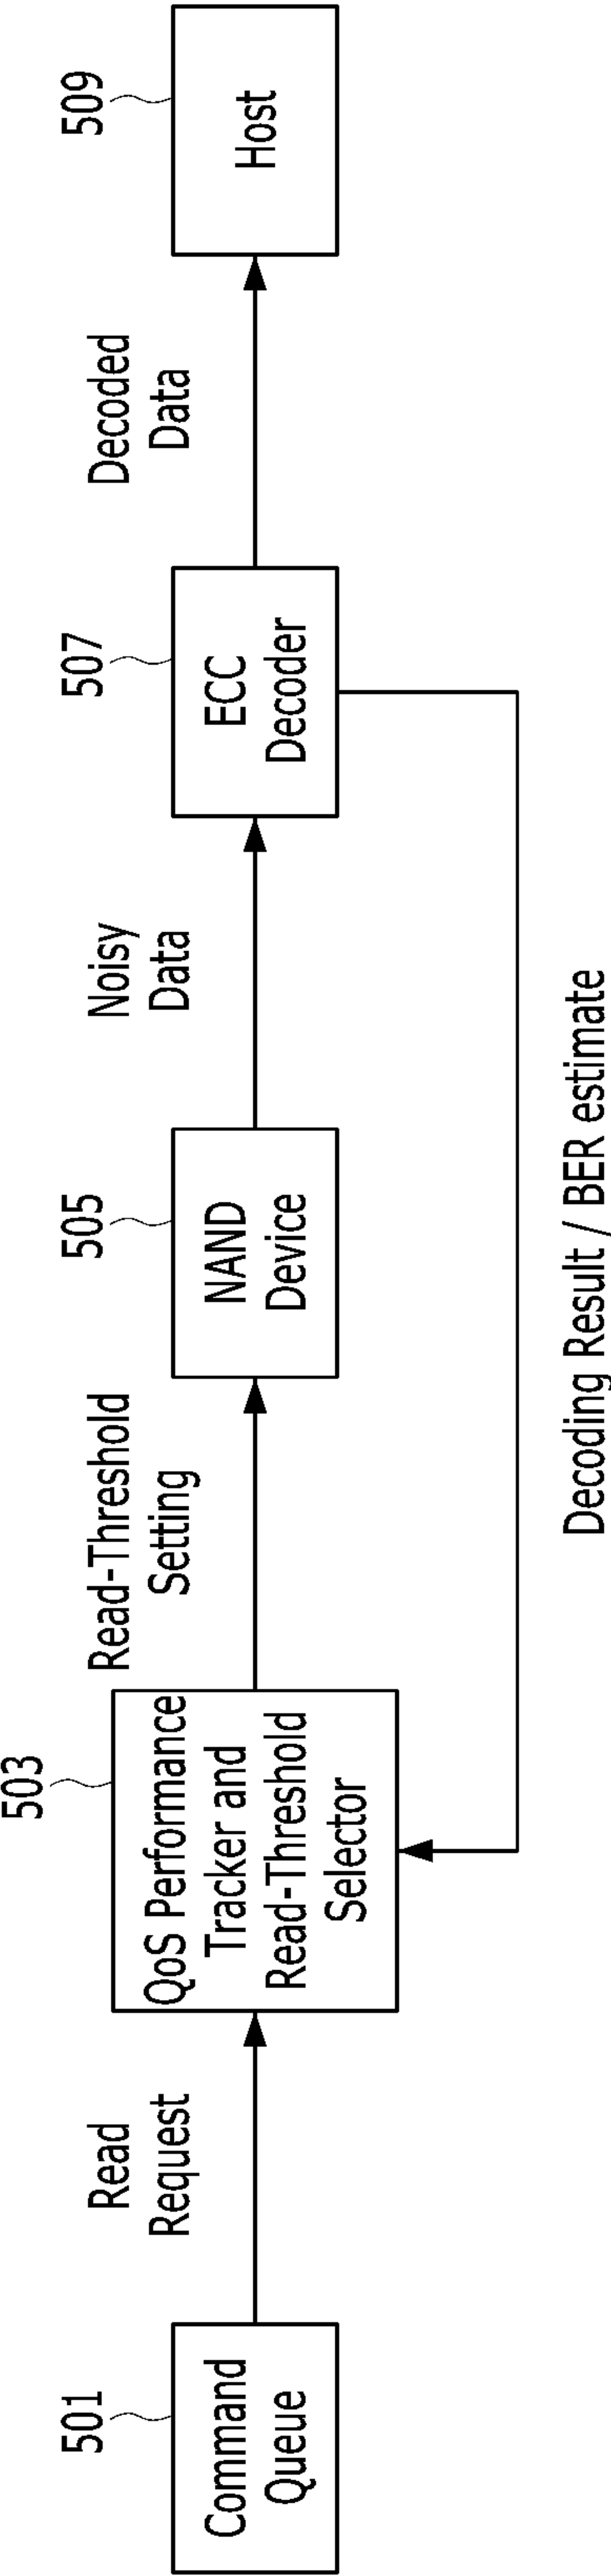 501
Command
Queue
Read
Request
503
QoS Performance
Tracker and
Read-Threshold
Selector
Read-Threshold
Setting
505
NAND
Device
Noisy
Data
507
ECC
Decoder
Decoded
Data
509
Host
Decoding Result / BER estimate